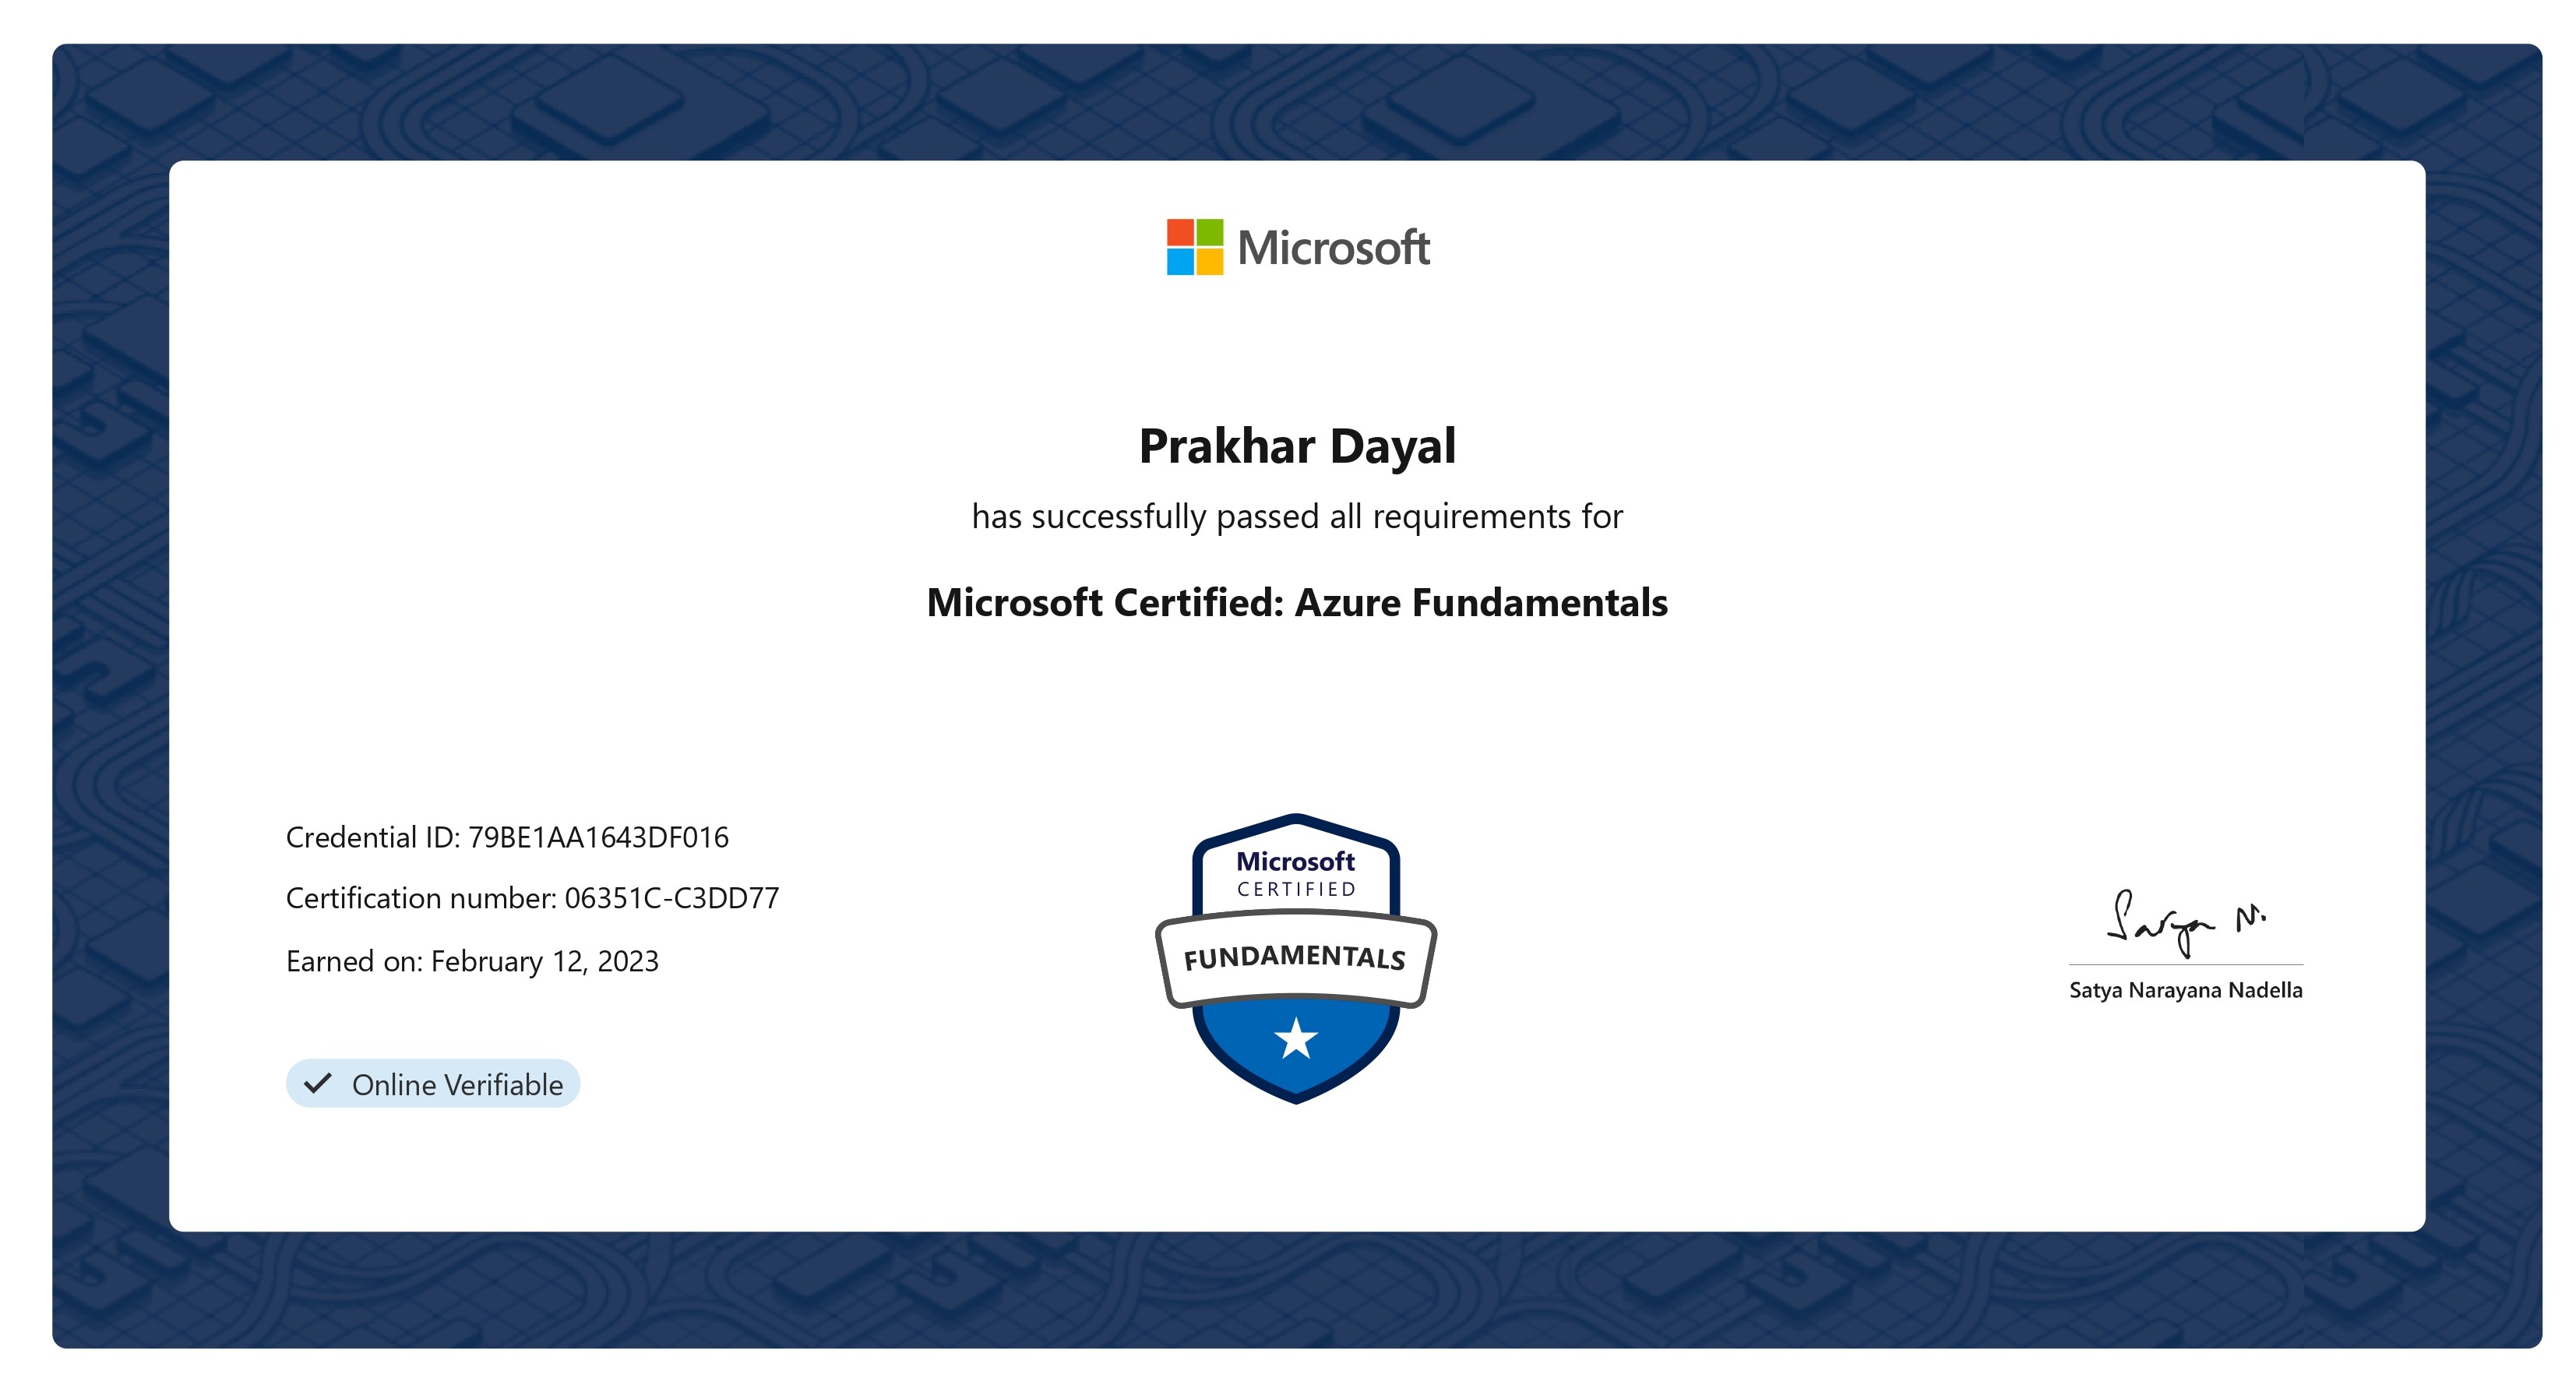 Microsoft
Prakhar Dayal
has successfully passed all requirements for
Microsoft Certified: Azure Fundamentals
Credential ID: 79BE1AA1643DF016
Certification number: 06351C-C3DD77
Earned on: February 12, 2023
Online Verifiable
Microsoft
CERTIFIED
FUNDAMENTALS
Satya N.
Satya Narayana Nadella